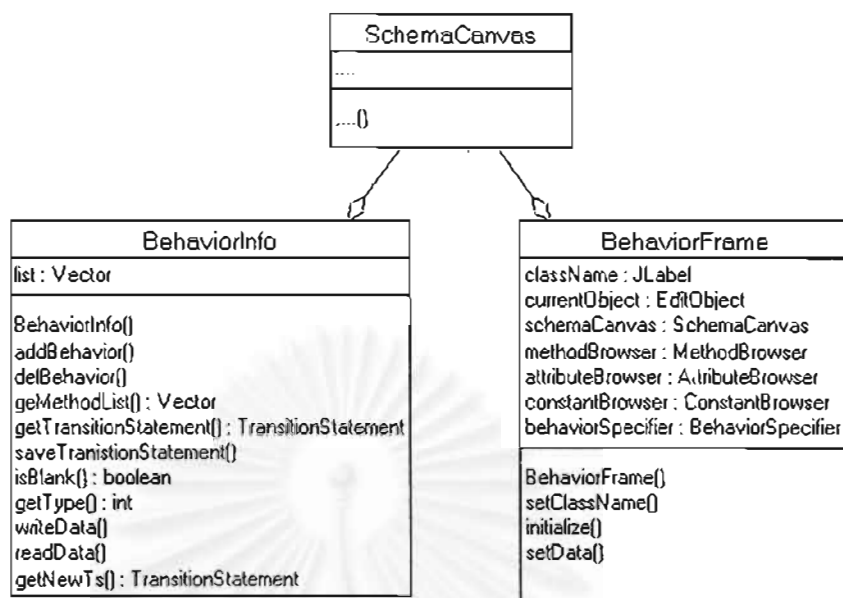 SchemaCanvas
....
....()
BehaviorInfo
list : Vector
BehaviorInfo()
addBehavior()
delBehavior()
geMethodList() : Vector
getTransitionStatement() : TransitionStatement
saveTranistionStatement()
isBlank() : boolean
getType() : int
writeData()
readData()
getNewTs() : TransitionStatement
BehaviorFrame
className : JLabel
currentObject : EditObject
schemaCanvas : SchemaCanvas
methodBrowser : MethodBrowser
attributeBrowser : AttributeBrowser
constantBrowser : ConstantBrowser
behaviorSpecifier : BehaviorSpecifier
BehaviorFrame()
setClassName()
initialize()
setData()